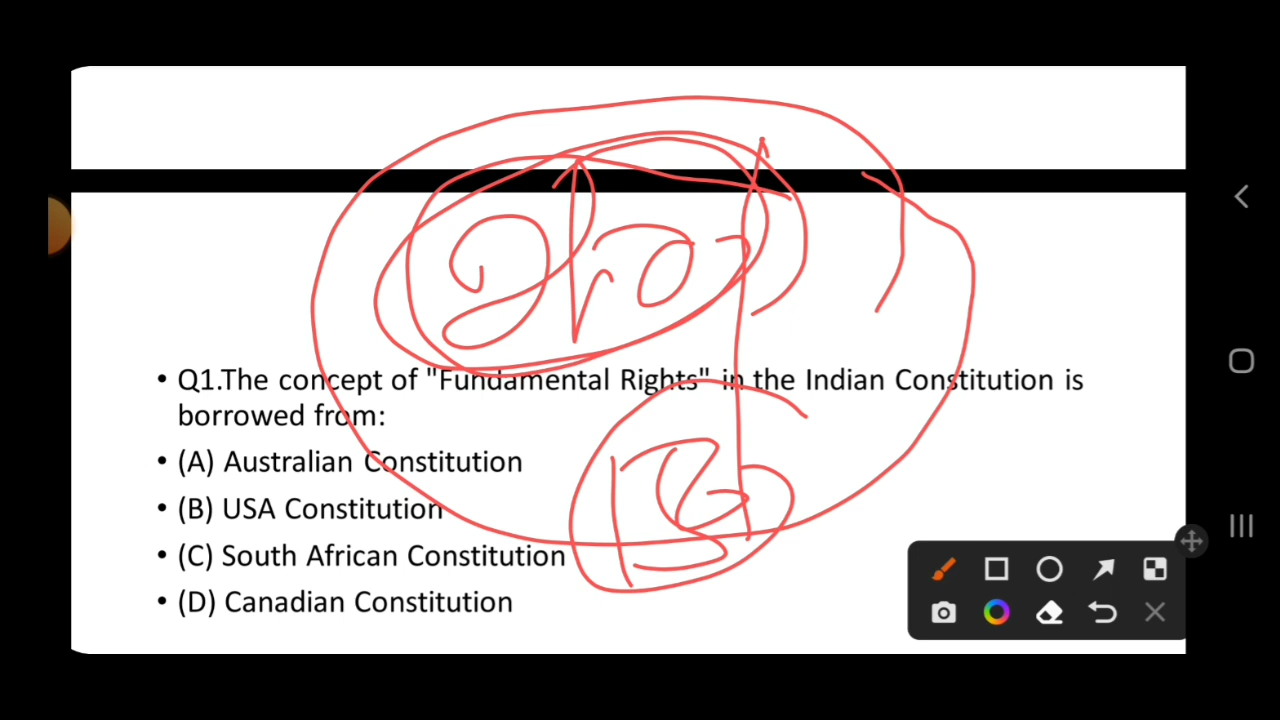 • Q1.The concept of "Fundamental Rights" in the Indian Constitution is
borrowed from:
• (A) Australian Constitution
• (B) USA Constitution
• (C) South African Constitution
• (D) Canadian Constitution